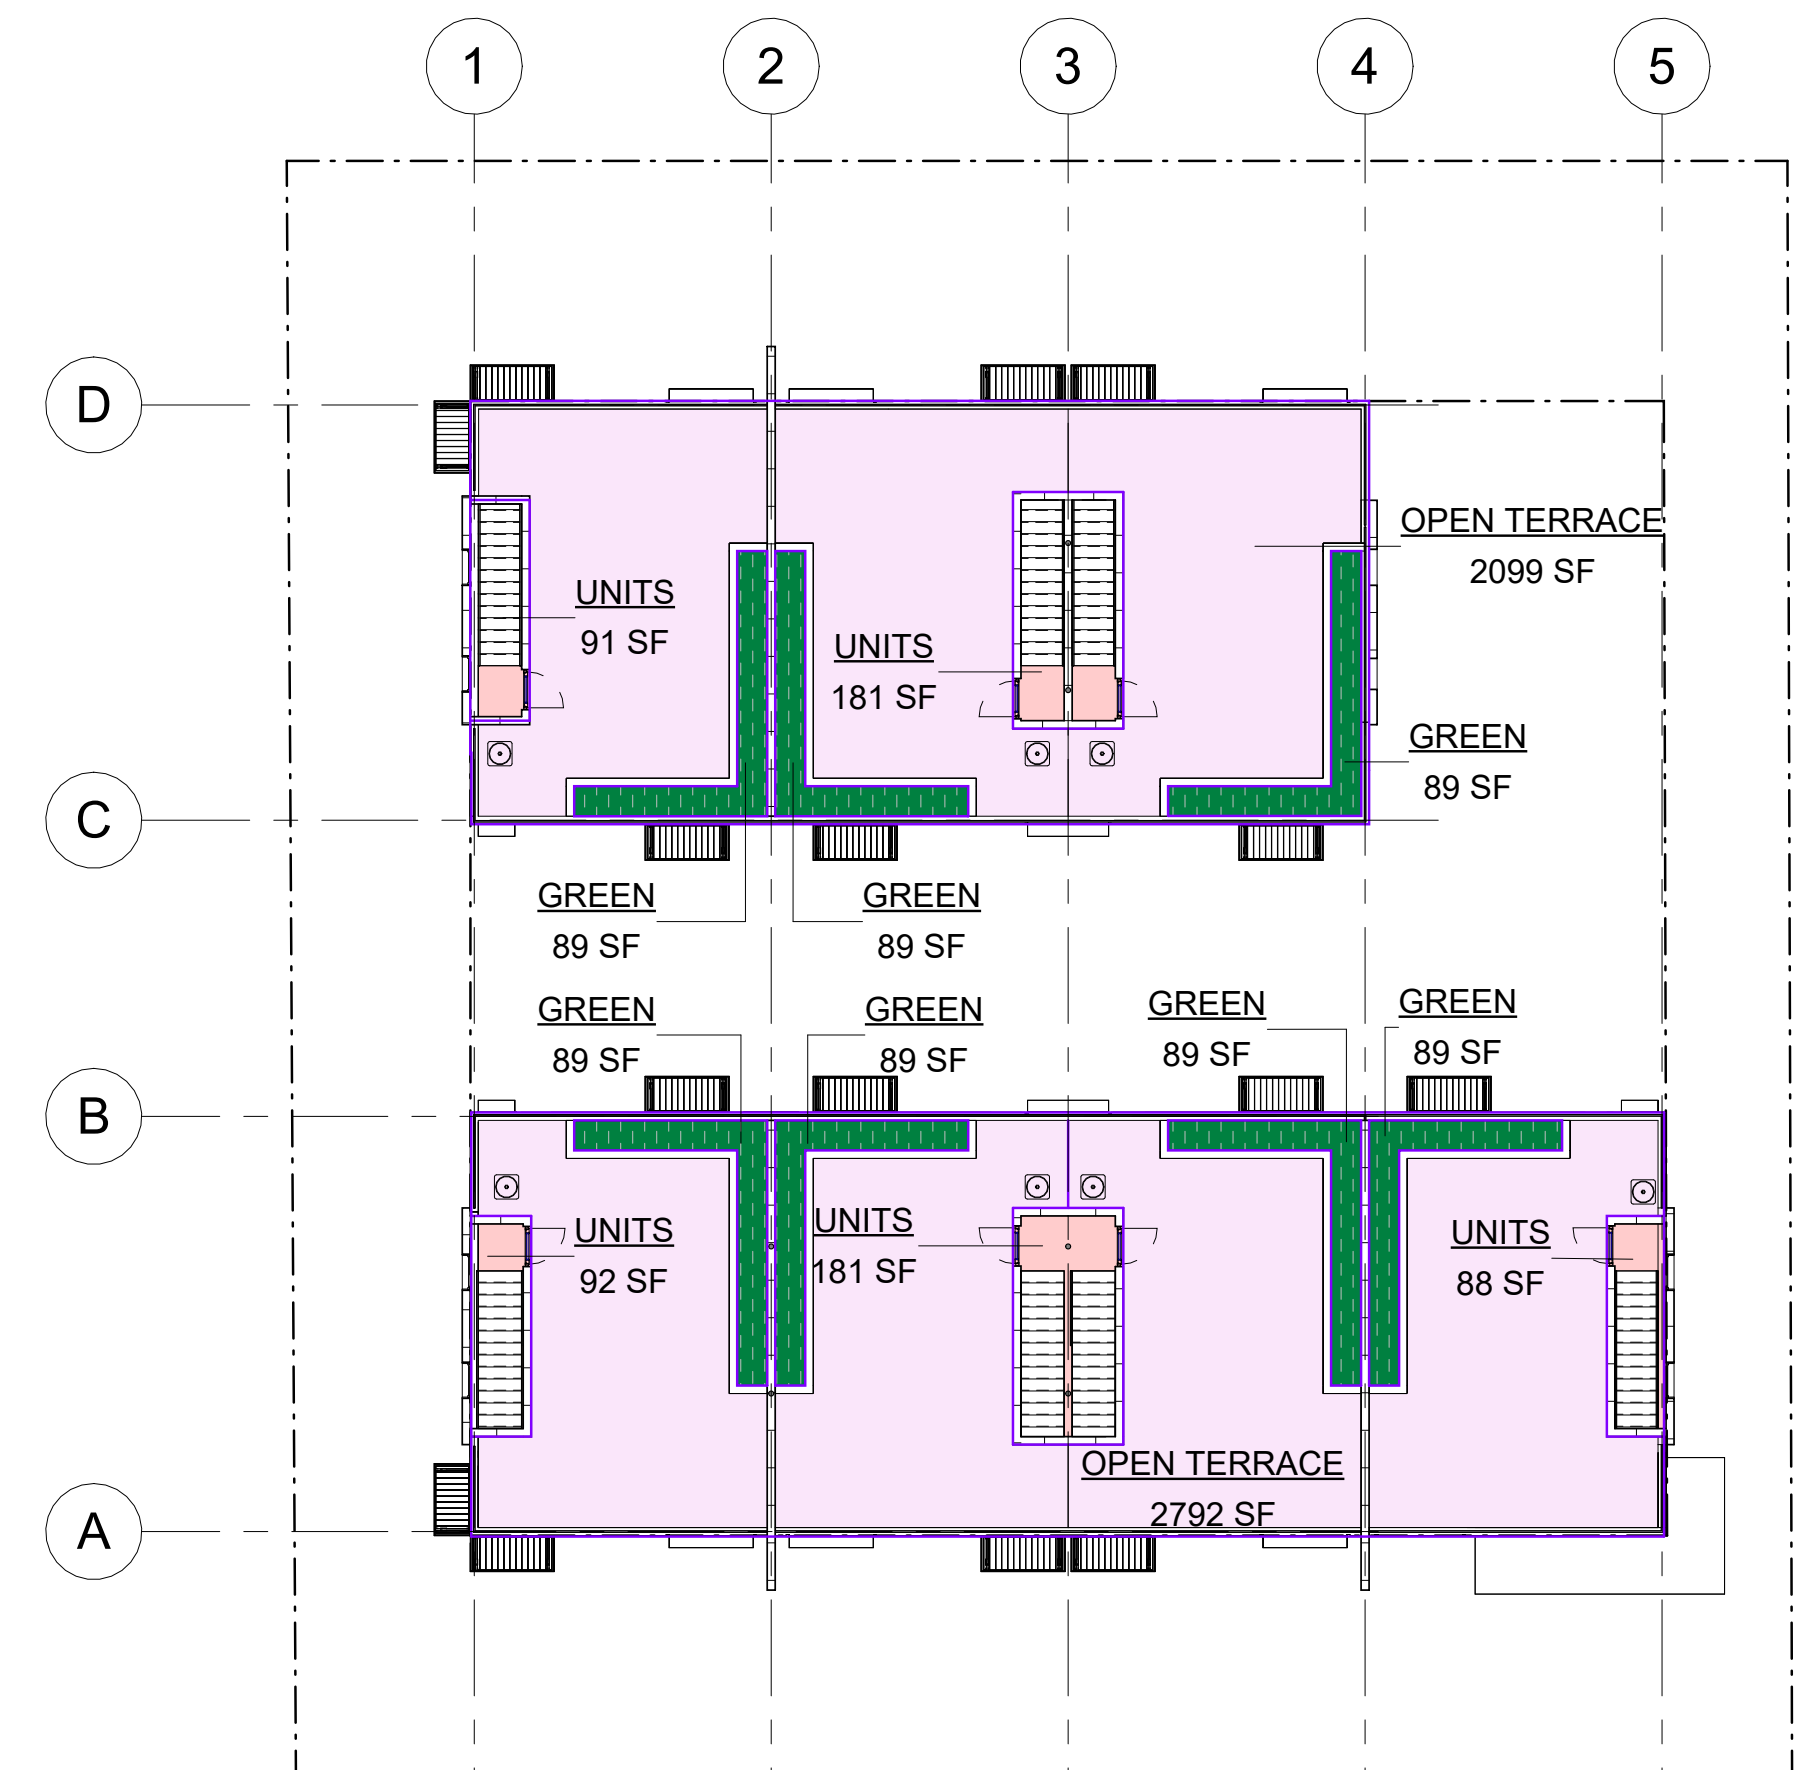 1
2
3
4
5
D
C
B
A
OPEN TERRACE
2099 SF
UNITS
91 SF
UNITS
181 SF
GREEN
89 SF
GREEN
89 SF
GREEN
89 SF
GREEN
89 SF
GREEN
89 SF
GREEN
89 SF
GREEN
89 SF
UNITS
92 SF
UNITS
181 SF
UNITS
88 SF
OPEN TERRACE
2792 SF